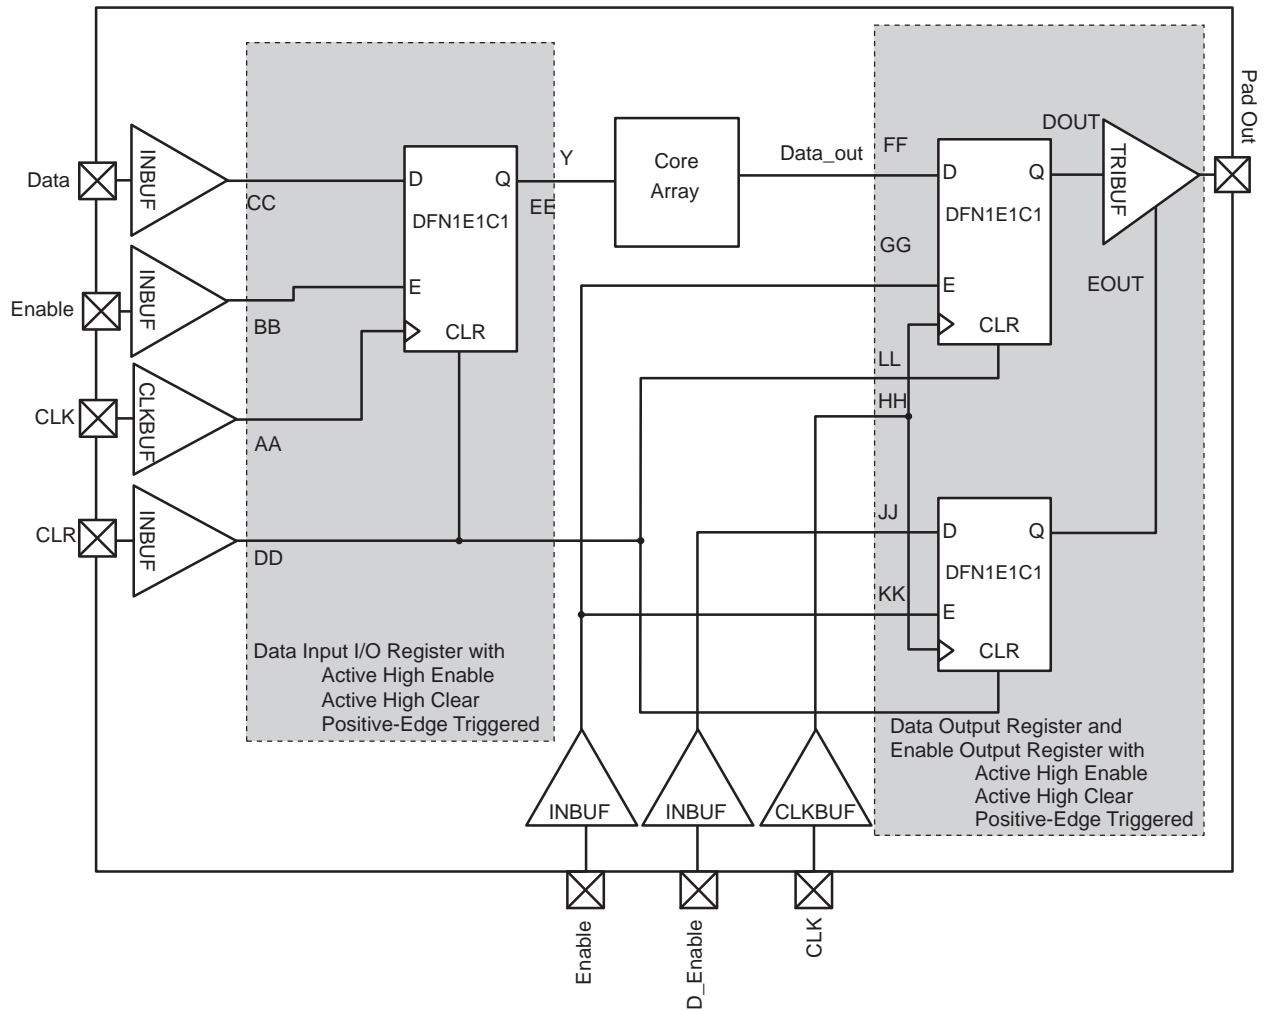 Data
INBUF
CC
D
Q
DFN1E1C1
E
CLR
Y
EE
Core
Array
Data_out
FF
GG
D
Q
DFN1E1C1
E
CLR
DOUT
TRIBUF
EOUT
Pad Out
Enable
INBUF
BB
CLK
CLKBUF
AA
CLR
INBUF
DD
LL
HH
JJ
KK
D
Q
DFN1E1C1
E
CLR
Data Input I/O Register with
Active High Enable
Active High Clear
Positive-Edge Triggered
Data Output Register and
Enable Output Register with
Active High Enable
Active High Clear
Positive-Edge Triggered
INBUF
INBUF
CLKBUF
Enable
D_Enable
CLK